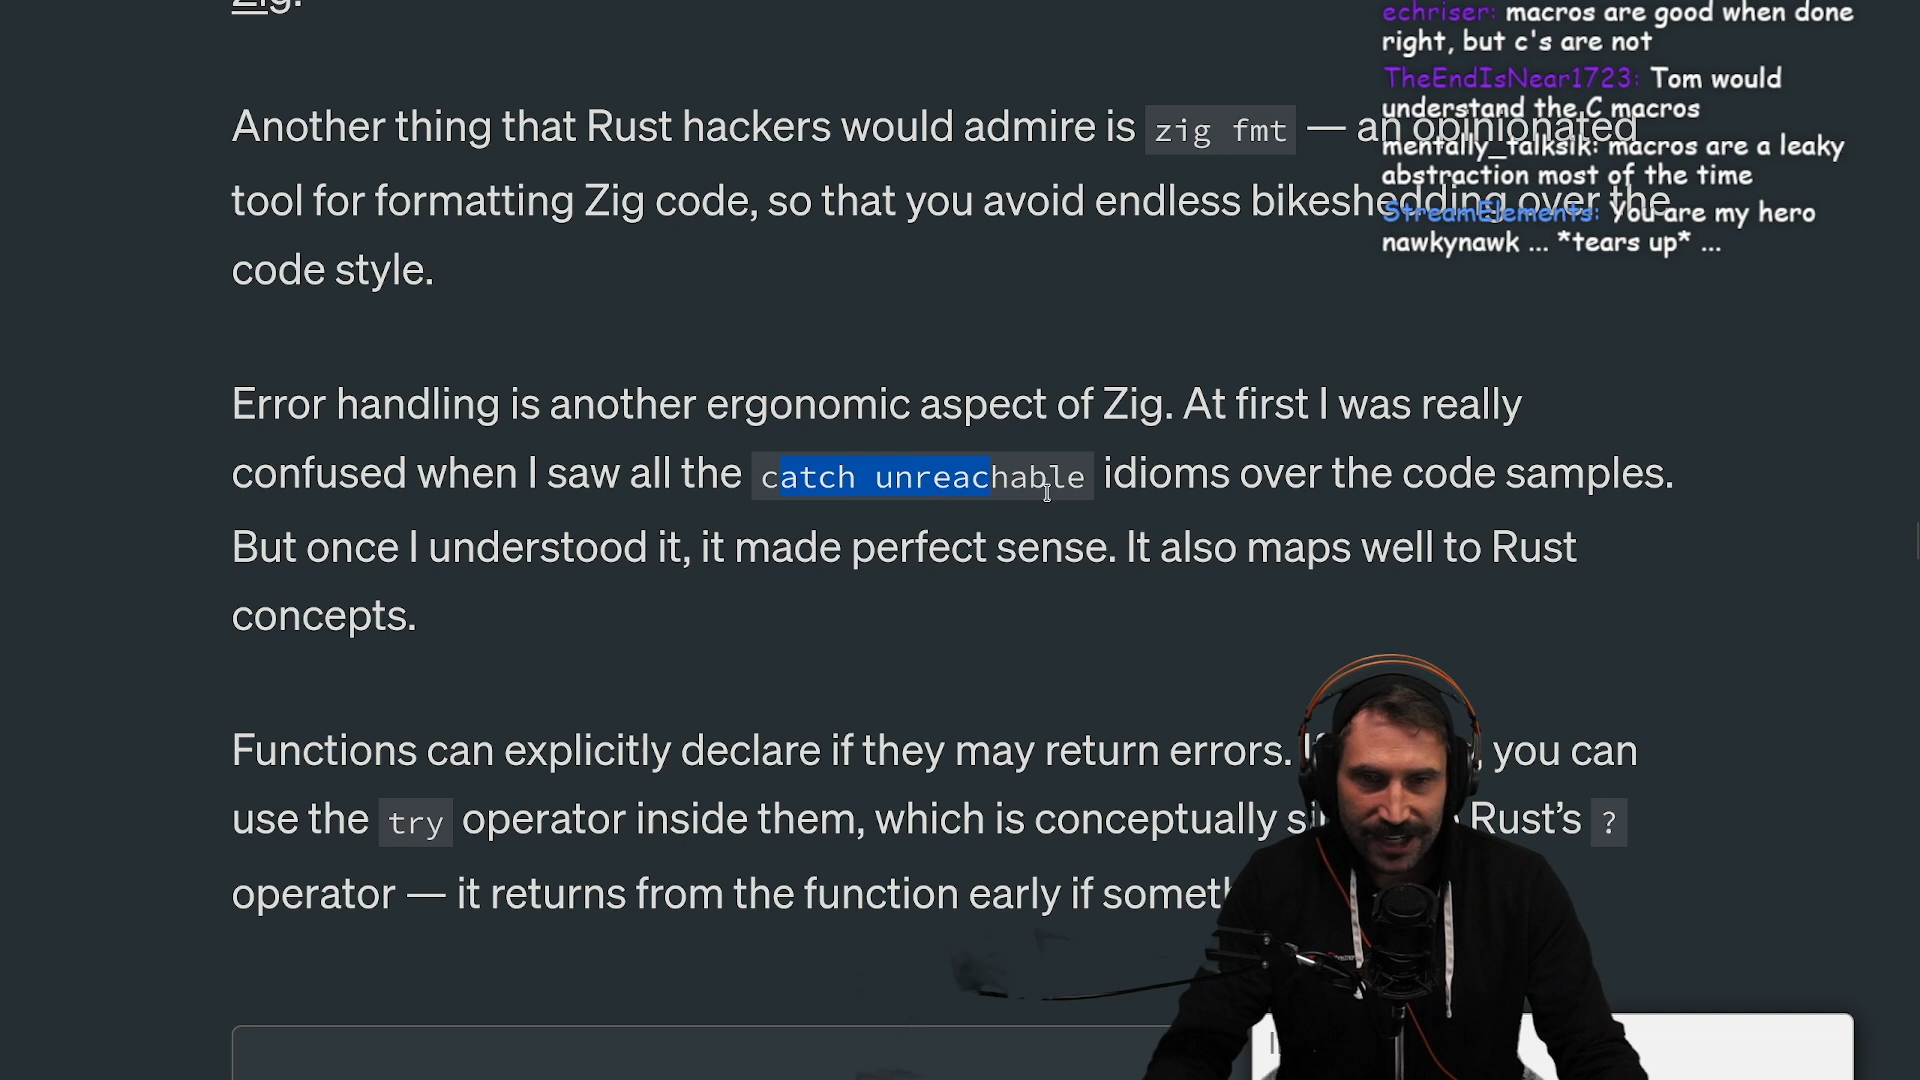 Zig.
echriser: macros are good when done
right, but c's are not
TheEndIsNear1723: Tom would
understand the C macros
mentally_talksik: macros are a leaky
abstraction most of the time
StreamElements: You are my hero
nawkynawk ... *tears up* ...
Another thing that Rust hackers would admire is zig fmt — an opinionated
tool for formatting Zig code, so that you avoid endless bikeshedding over the
code style.
Error handling is another ergonomic aspect of Zig. At first I was really
confused when I saw all the catch unreachable idioms over the code samples.
But once I understood it, it made perfect sense. It also maps well to Rust
concepts.
Functions can explicitly declare if they may return errors. you can
use the try operator inside them, which is conceptually Rust's ?
operator — it returns from the function early if